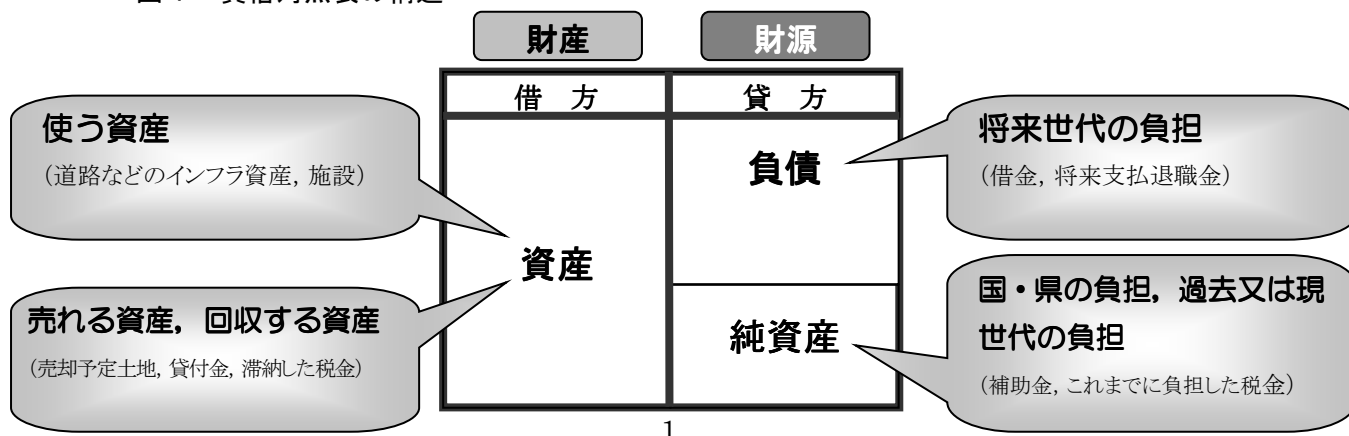 財産
財源
借 方
貸 方
使う資産
(道路などのインフラ資産, 施設)
売れる資産, 回収する資産
(売却予定土地, 貸付金, 滞納した税金)
資産
負債
純資産
将来世代の負担
(借金, 将来支払退職金)
国・県の負担, 過去又は現
世代の負担
(補助金, これまでに負担した税金)
1